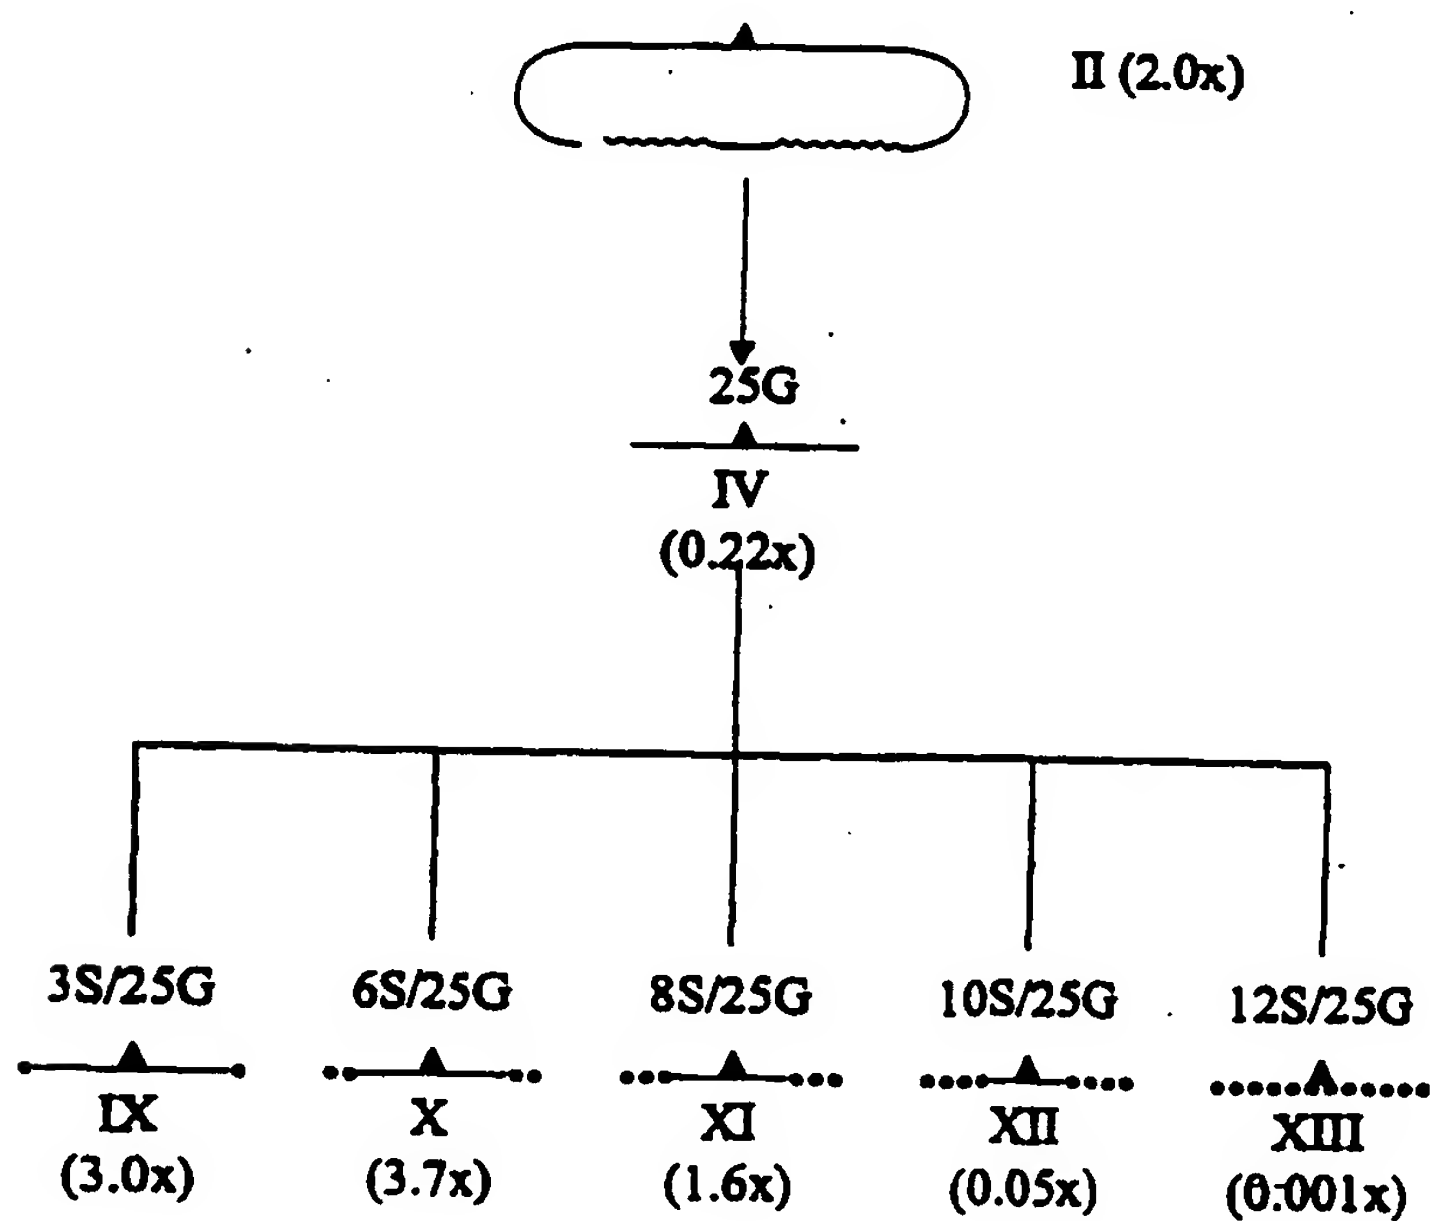 II (2.0x)
25G
IV
(0.22x)
3S/25G
6S/25G
8S/25G
10S/25G
12S/25G
IX
X
XI
XII
XIII
(3.0x)
(3.7x)
(1.6x)
(0.05x)
(0.001x)